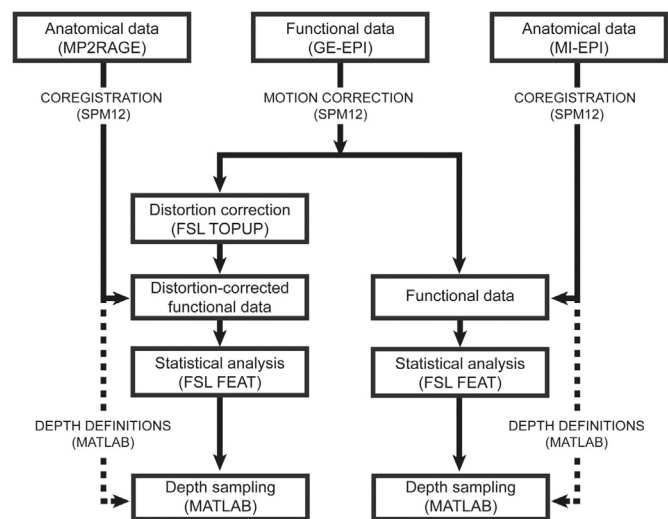 Anatomical data
(MP2RAGE)
Functional data
(GE-EPI)
Anatomical data
(MI-EPI)
COREGISTRATION
(SPM12)
MOTION CORRECTION
(SPM12)
COREGISTRATION
(SPM12)
Distortion correction
(FSL TOPUP)
Distortion-corrected
functional data
Functional data
Statistical analysis
(FSL FEAT)
Statistical analysis
(FSL FEAT)
DEPTH DEFINITIONS
(MATLAB)
DEPTH DEFINITIONS
(MATLAB)
Depth sampling
(MATLAB)
Depth sampling
(MATLAB)